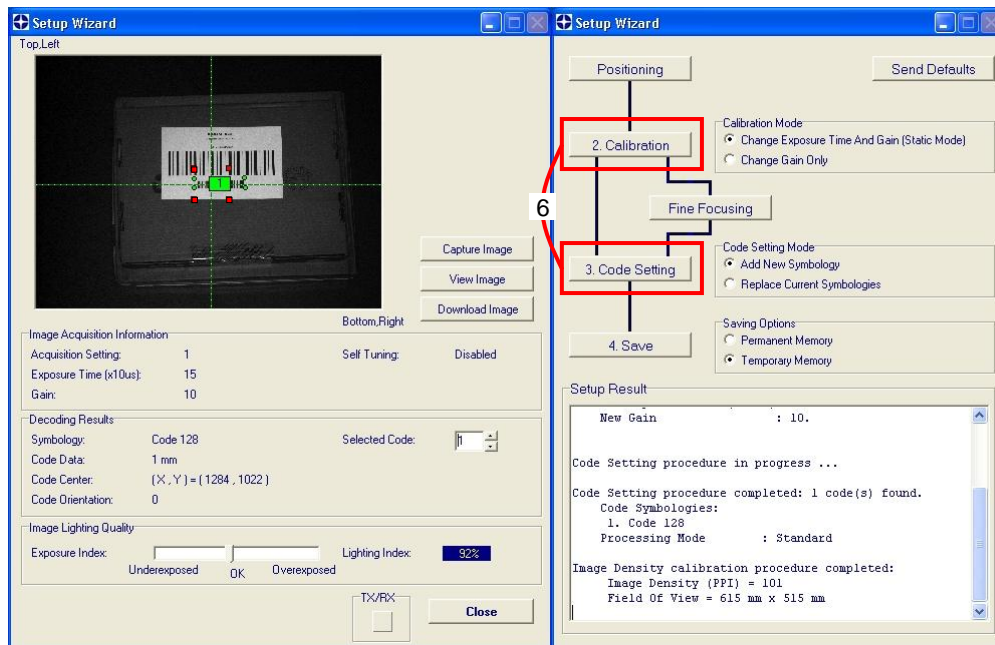 Setup Wizard
Top,Left
1
Capture Image
View Image
Download Image
Bottom,Right
Image Acquisition Information
Acquisition Setting: 1 Self Tuning: Disabled
Exposure Time (x10us): 15
Gain: 10
Decoding Results
Symbology: Code 128 Selected Code: 1
Code Data: 1 mm
Code Center: (X,Y)=(1284,1022)
Code Orientation: 0
Image Lighting Quality
Exposure Index: Lighting Index: 92%
Underexposed OK Overexposed
TX/RX
Close
Setup Wizard
Positioning Send Defaults
2. Calibration
Calibration Mode
Change Exposure Time And Gain (Static Mode)
Change Gain Only
6
Fine Focusing
3. Code Setting
Code Setting Mode
Add New Symbology
Replace Current Symbologies
4. Save
Saving Options
Permanent Memory
Temporary Memory
Setup Result
New Gain : 10.
Code Setting procedure in progress ...
Code Setting procedure completed: 1 code(s) found.
Code Symbologies:
1. Code 128
Processing Mode : Standard
Image Density calibration procedure completed:
Image Density (PPI) = 101
Field Of View = 615 mm x 515 mm